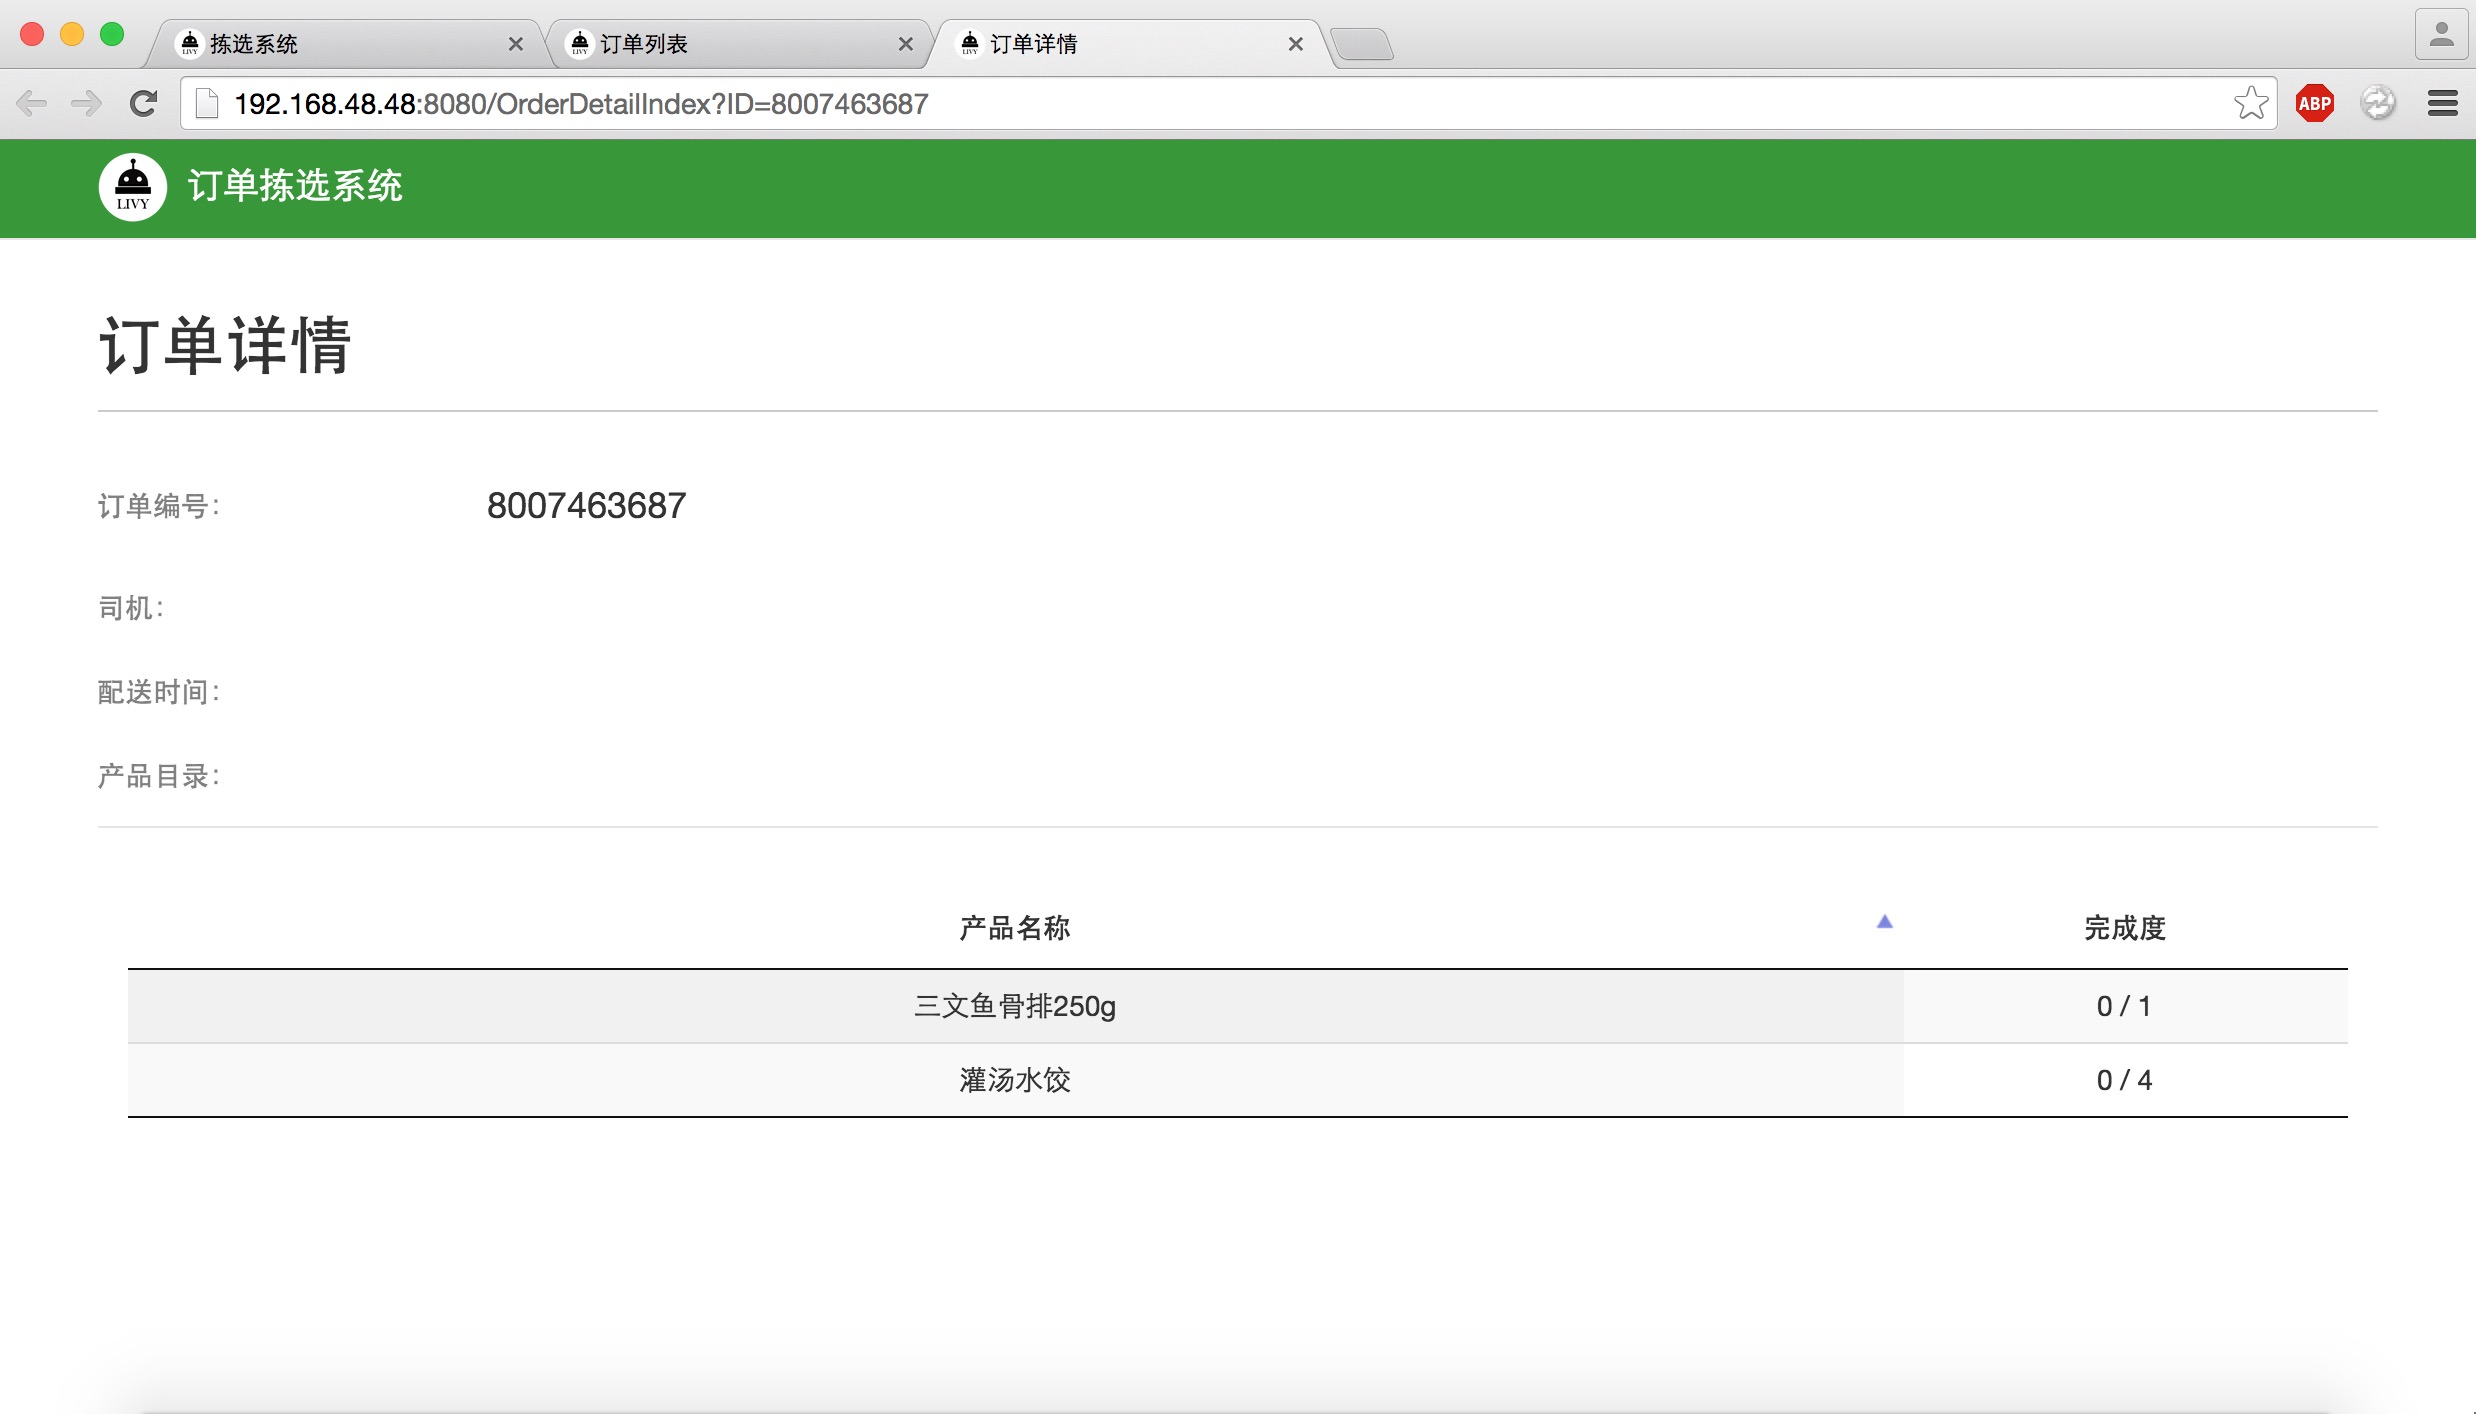 拣选系统
订单列表
订单详情
192.168.48.48:8080/OrderDetailIndex?ID=8007463687
ABP
LIVY
订单拣选系统
订单详情
订单编号: 8007463687
司机:
配送时间:
产品目录:
产品名称 完成度
三文鱼骨排250g 0 / 1
灌汤水饺 0 / 4